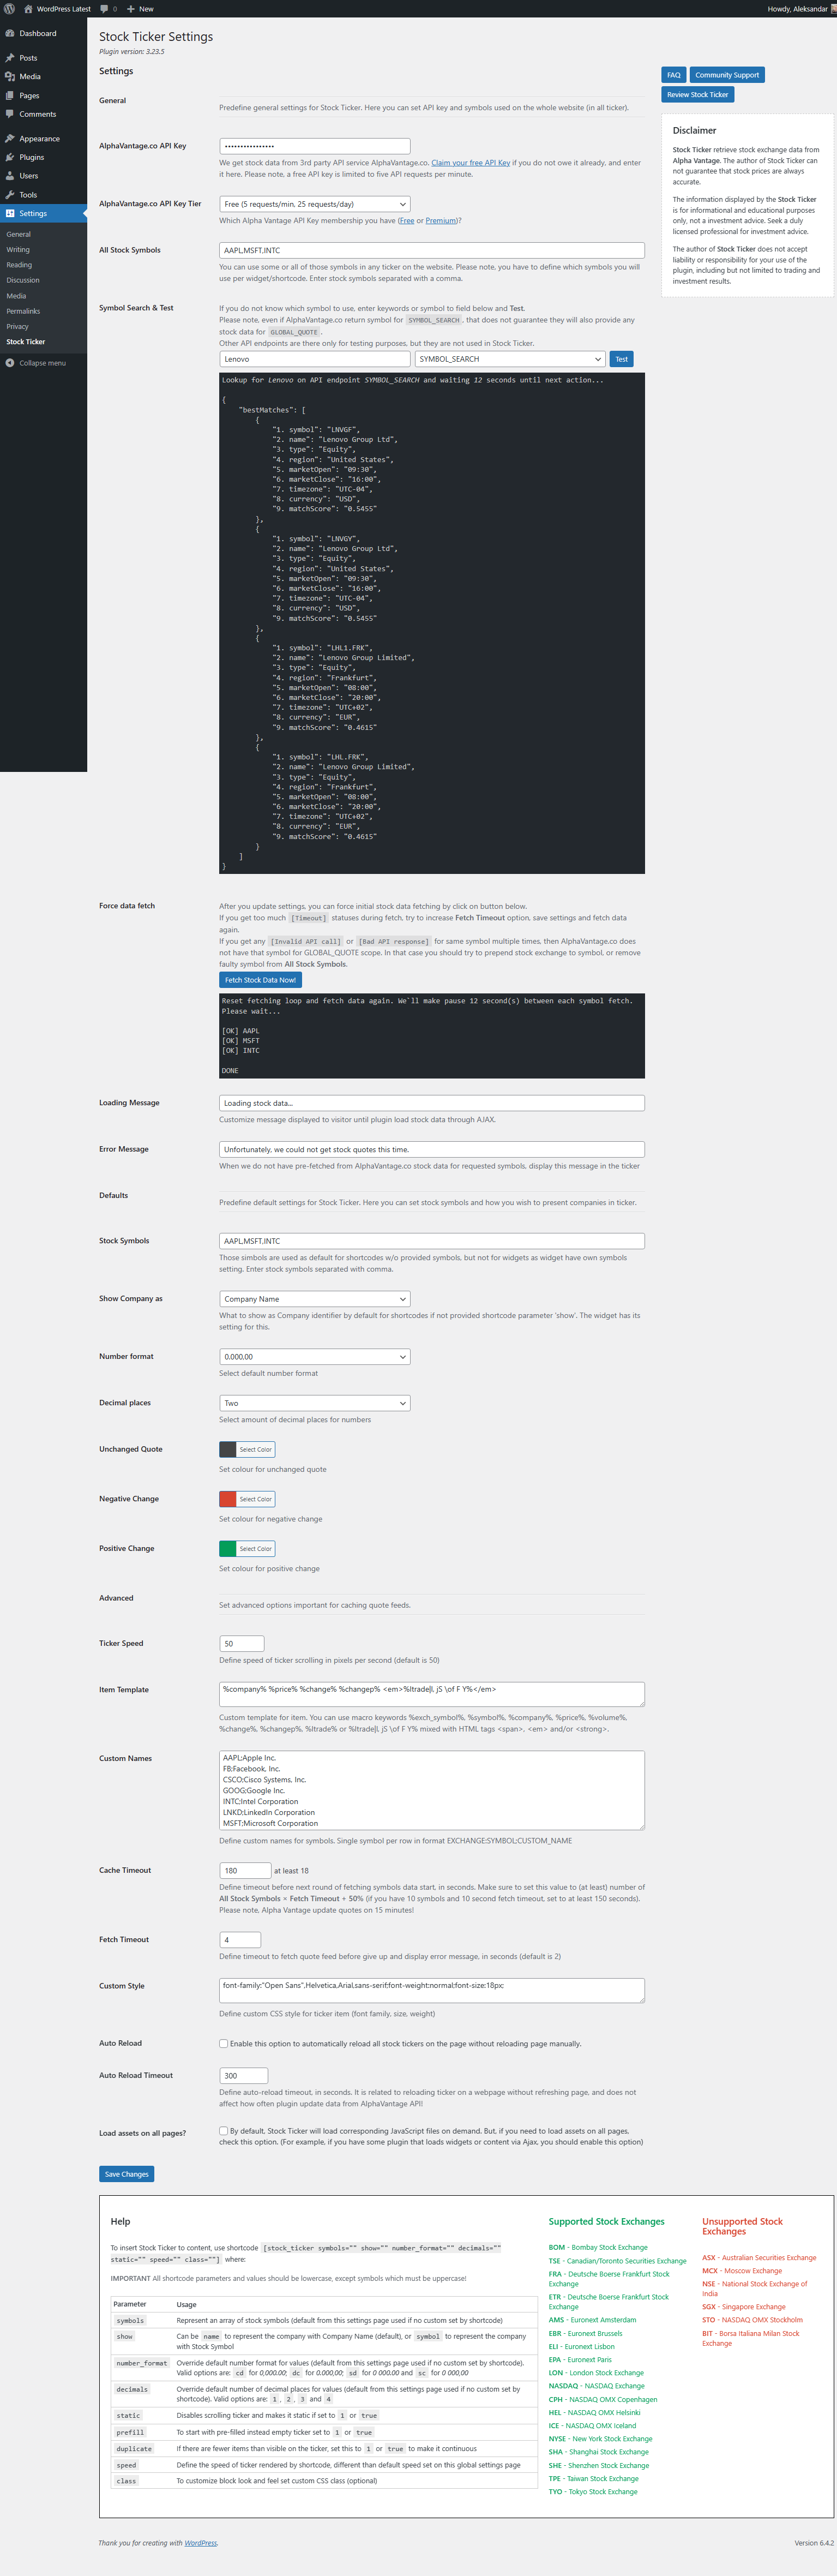 WordPress Latest 0 New Howdy, Aleksandar
Dashboard
Posts
Media
Pages
Comments
Appearance
Plugins
Users
Tools
Settings
General
Writing
Reading
Discussion
Media
Permalinks
Privacy
Stock Ticker
Collapse menu
Stock Ticker Settings
Plugin version: 3.23.5
Settings
General
Predefine general settings for Stock Ticker. Here you can set API key and symbols used on the whole website (in all ticker).
AlphaVantage.co API Key
••••••••••••••••
We get stock data from 3rd party API service AlphaVantage.co. Claim your free API Key if you do not owe it already, and enter
it here. Please note, a free API key is limited to five API requests per minute.
AlphaVantage.co API Key Tier
Free (5 requests/min, 25 requests/day)
Which Alpha Vantage API Key membership you have (Free or Premium)?
All Stock Symbols
AAPL,MSFT,INTC
You can use some or all of those symbols in any ticker on the website. Please note, you have to define which symbols you will
use per widget/shortcode. Enter stock symbols separated with a comma.
Symbol Search & Test
If you do not know which symbol to use, enter keywords or symbol to field below and Test.
Please note, even if AlphaVantage.co return symbol for SYMBOL_SEARCH , that does not guarantee they will also provide any
stock data for GLOBAL_QUOTE .
Other API endpoints are there only for testing purposes, but they are not used in Stock Ticker.
Lenovo SYMBOL_SEARCH Test
Lookup for Lenovo on API endpoint SYMBOL_SEARCH and waiting 12 seconds until next action...
{
"bestMatches": [
{
"1. symbol": "LNVGF",
"2. name": "Lenovo Group Ltd",
"3. type": "Equity",
"4. region": "United States",
"5. marketOpen": "09:30",
"6. marketClose": "16:00",
"7. timezone": "UTC-04",
"8. currency": "USD",
"9. matchScore": "0.5455"
},
{
"1. symbol": "LNVGY",
"2. name": "Lenovo Group Ltd",
"3. type": "Equity",
"4. region": "United States",
"5. marketOpen": "09:30",
"6. marketClose": "16:00",
"7. timezone": "UTC-04",
"8. currency": "USD",
"9. matchScore": "0.5455"
},
{
"1. symbol": "LHL1.FRK",
"2. name": "Lenovo Group Limited",
"3. type": "Equity",
"4. region": "Frankfurt",
"5. marketOpen": "08:00",
"6. marketClose": "20:00",
"7. timezone": "UTC+02",
"8. currency": "EUR",
"9. matchScore": "0.4615"
},
{
"1. symbol": "LHL.FRK",
"2. name": "Lenovo Group Limited",
"3. type": "Equity",
"4. region": "Frankfurt",
"5. marketOpen": "08:00",
"6. marketClose": "20:00",
"7. timezone": "UTC+02",
"8. currency": "EUR",
"9. matchScore": "0.4615"
}
]
}
Force data fetch
After you update settings, you can force initial stock data fetching by click on button below.
If you get too much [Timeout] statuses during fetch, try to increase Fetch Timeout option, save settings and fetch data
again.
If you get any [Invalid API call] or [Bad API response] for same symbol multiple times, then AlphaVantage.co does
not have that symbol for GLOBAL_QUOTE scope. In that case you should try to prepend stock exchange to symbol, or remove
faulty symbol from All Stock Symbols.
Fetch Stock Data Now!
Reset fetching loop and fetch data again. We`ll make pause 12 second(s) between each symbol fetch.
Please wait...
[OK] AAPL
[OK] MSFT
[OK] INTC
DONE
Loading Message
Loading stock data...
Customize message displayed to visitor until plugin load stock data through AJAX.
Error Message
Unfortunately, we could not get stock quotes this time.
When we do not have pre-fetched from AlphaVantage.co stock data for requested symbols, display this message in the ticker
Defaults
Predefine default settings for Stock Ticker. Here you can set stock symbols and how you wish to present companies in ticker.
Stock Symbols
AAPL,MSFT,INTC
Those simbols are used as default for shortcodes w/o provided symbols, but not for widgets as widget have own symbols
setting. Enter stock symbols separated with comma.
Show Company as
Company Name
What to show as Company identifier by default for shortcodes if not provided shortcode parameter 'show'. The widget has its
setting for this.
Number format
0.000,00
Select default number format
Decimal places
Two
Select amount of decimal places for numbers
Unchanged Quote
Select Color
Set colour for unchanged quote
Negative Change
Select Color
Set colour for negative change
Positive Change
Select Color
Set colour for positive change
Advanced
Set advanced options important for caching quote feeds.
Ticker Speed
50
Define speed of ticker scrolling in pixels per second (default is 50)
Item Template
%company% %price% %change% %changep% <em>%ltrade|l, jS \of F Y%</em>
Custom template for item. You can use macro keywords %exch_symbol%, %symbol%, %company%, %price%, %volume%,
%change%, %changep%, %ltrade% or %ltrade|l, jS \of F Y% mixed with HTML tags <span>, <em> and/or <strong>.
Custom Names
AAPL;Apple Inc.
FB;Facebook, Inc.
CSCO;Cisco Systems, Inc.
GOOG;Google Inc.
INTC;Intel Corporation
LNKD;LinkedIn Corporation
MSFT;Microsoft Corporation
Define custom names for symbols. Single symbol per row in format EXCHANGE:SYMBOL;CUSTOM_NAME
Cache Timeout
180 at least 18
Define timeout before next round of fetching symbols data start, in seconds. Make sure to set this value to (at least) number of
All Stock Symbols × Fetch Timeout + 50% (if you have 10 symbols and 10 second fetch timeout, set to at least 150 seconds).
Please note, Alpha Vantage update quotes on 15 minutes!
Fetch Timeout
4
Define timeout to fetch quote feed before give up and display error message, in seconds (default is 2)
Custom Style
font-family:"Open Sans",Helvetica,Arial,sans-serif;font-weight:normal;font-size:18px;
Define custom CSS style for ticker item (font family, size, weight)
Auto Reload
Enable this option to automatically reload all stock tickers on the page without reloading page manually.
Auto Reload Timeout
300
Define auto-reload timeout, in seconds. It is related to reloading ticker on a webpage without refreshing page, and does not
affect how often plugin update data from AlphaVantage API!
Load assets on all pages?
By default, Stock Ticker will load corresponding JavaScript files on demand. But, if you need to load assets on all pages,
check this option. (For example, if you have some plugin that loads widgets or content via Ajax, you should enable this option)
Save Changes
FAQ Community Support
Review Stock Ticker
Disclaimer
Stock Ticker retrieve stock exchange data from
Alpha Vantage. The author of Stock Ticker can
not guarantee that stock prices are always
accurate.
The information displayed by the Stock Ticker
is for informational and educational purposes
only, not as a investment advice. Seek a duly
licensed professional for investment advice.
The author of Stock Ticker does not accept
liability or responsibility for your use of the
plugin, including but not limited to trading and
investment results.
Help
To insert Stock Ticker to content, use shortcode [stock_ticker symbols="" show="" number_format="" decimals=""
static="" speed="" class=""] where:
IMPORTANT All shortcode parameters and values should be lowercase, except symbols which must be uppercase!
Parameter Usage
symbols Represent an array of stock symbols (default from this settings page used if no custom set by shortcode)
show Can be name to represent the company with Company Name (default), or symbol to represent the company
with Stock Symbol
number_format Override default number format for values (default from this settings page used if no custom set by shortcode).
Valid options are: cd for 0,000.00; dc for 0.000,00; sd for 0 000.00 and sc for 0 000,00
decimals Override default number of decimal places for values (default from this settings page used if no custom set by
shortcode). Valid options are: 1 , 2 , 3 and 4
static Disables scrolling ticker and makes it static if set to 1 or true
prefill To start with pre-filled instead empty ticker set to 1 or true
duplicate If there are fewer items than visible on the ticker, set this to 1 or true to make it continuous
speed Define the speed of ticker rendered by shortcode, different than default speed set on this global settings page
class To customize block look and feel set custom CSS class (optional)
Supported Stock Exchanges
BOM - Bombay Stock Exchange
TSE - Canadian/Toronto Securities Exchange
FRA - Deutsche Boerse Frankfurt Stock
Exchange
ETR - Deutsche Boerse Frankfurt Stock
Exchange
AMS - Euronext Amsterdam
EBR - Euronext Brussels
ELI - Euronext Lisbon
EPA - Euronext Paris
LON - London Stock Exchange
NASDAQ - NASDAQ Exchange
CPH - NASDAQ OMX Copenhagen
HEL - NASDAQ OMX Helsinki
ICE - NASDAQ OMX Iceland
NYSE - New York Stock Exchange
SHA - Shanghai Stock Exchange
SHE - Shenzhen Stock Exchange
TPE - Taiwan Stock Exchange
TYO - Tokyo Stock Exchange
Unsupported Stock
Exchanges
ASX - Australian Securities Exchange
MCX - Moscow Exchange
NSE - National Stock Exchange of
India
SGX - Singapore Exchange
STO - NASDAQ OMX Stockholm
BIT - Borsa Italiana Milan Stock
Exchange
Thank you for creating with WordPress. Version 6.4.2